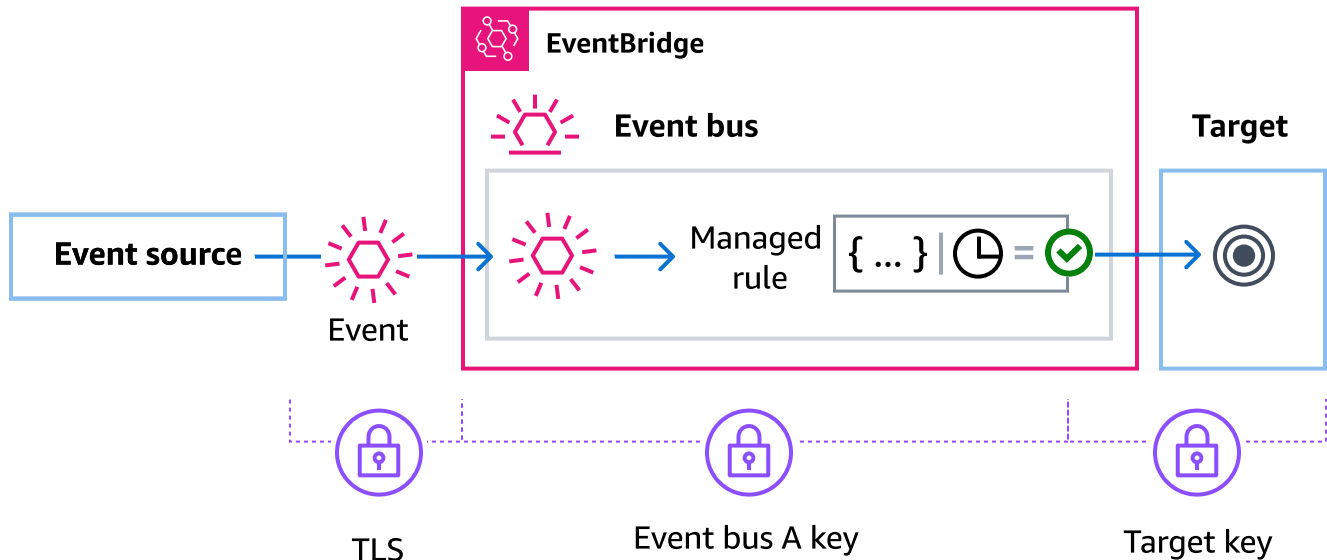 EventBridge
Event bus
Target
Event source
Event
Managed
rule
{ ... } | =
TLS
Event bus A key
Target key